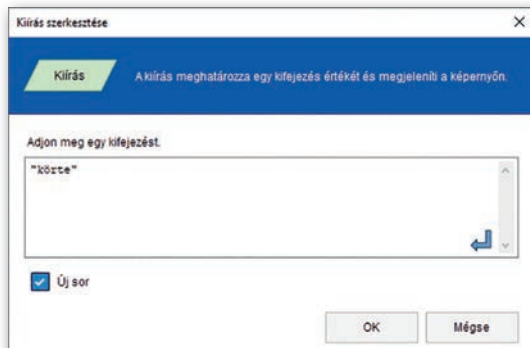 Kiírás szerkesztése
Kiírás
A kiírás meghatározza egy kifejezés értékét és megjeleníti a képernyőn.
Adjon meg egy kifejezést.
"körte"
Új sor
OK
Mégse